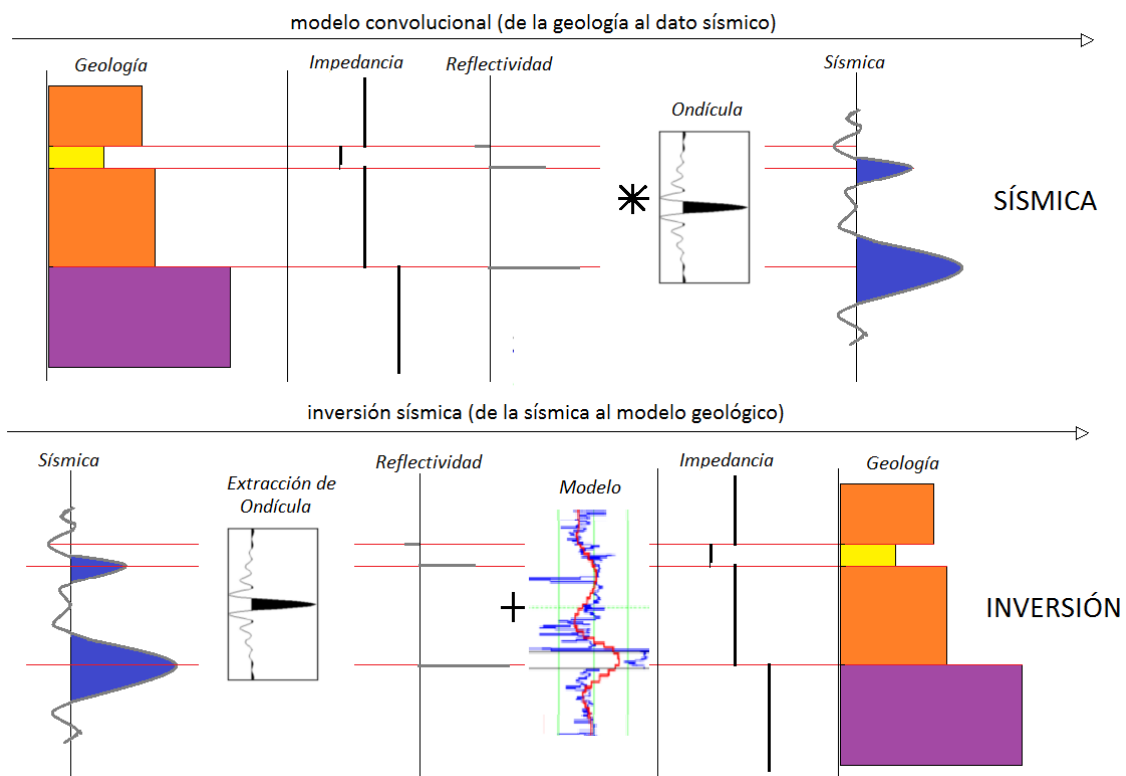 modelo convolucional (de la geología al dato sísmico)
Geología
Impedancia
Reflectividad
Sísmica
Ondícula
*
SÍSMICA
inversión sísmica (de la sísmica al modelo geológico)
Sísmica
Reflectividad
Impedancia
Geología
Extracción de
Ondícula
Modelo
+
INVERSIÓN